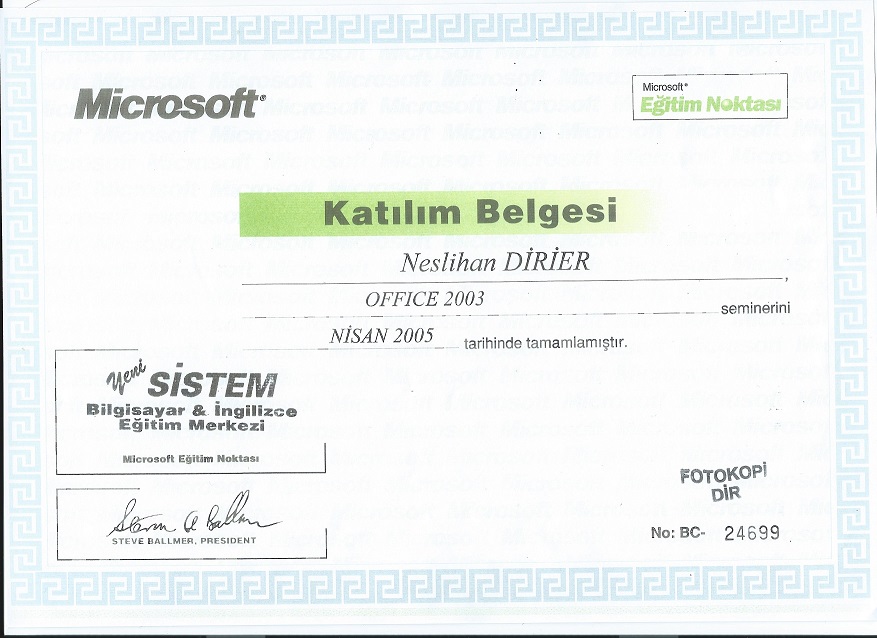 Microsoft®
Microsoft®
Eğitim Noktası
Katılım Belgesi
Neslihan DİRİER,
OFFICE 2003 seminerini
NİSAN 2005 tarihinde tamamlamıştır.
Yeni SİSTEM
Bilgisayar & İngilizce
Eğitim Merkezi
Microsoft Eğitim Noktası
Steven A Ballmer
STEVE BALLMER, PRESIDENT
FOTOKOPİ
DİR
No: BC- 24699